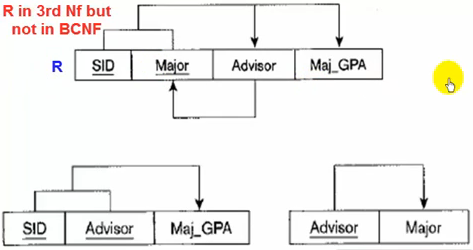 R in 3rd Nf but
not in BCNF
R SID Major Advisor Maj_GPA
SID Advisor Maj_GPA Advisor Major